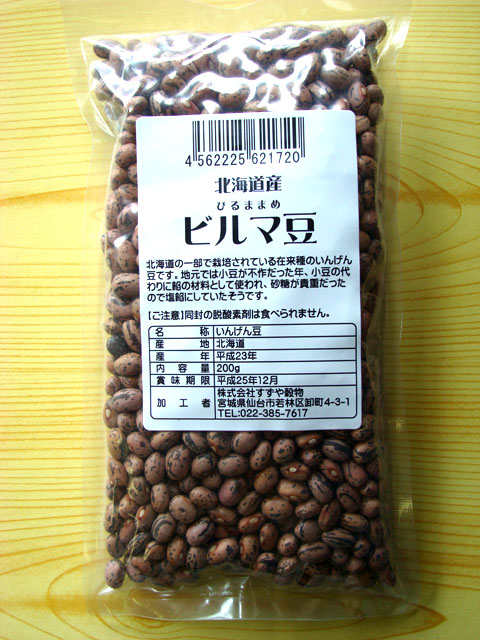 4 562225 621720
北海道産
びるままめ
ビルマ豆
北海道の一部で栽培されている在来種のいんげん
豆です。地元では小豆が不作だった年、小豆の代
わりに餡の材料として使われ、砂糖が貴重だった
ので塩餡にしていたそうです。
【ご注意】同封の脱酸素剤は食べられません。
名 称 いんげん豆
産 地 北海道
産 年 平成23年
内 容 量 200g
賞 味 期 限 平成25年12月
加 工 者 株式会社すずや穀物
宮城県仙台市若林区卸町4-3-1
TEL:022-385-7617